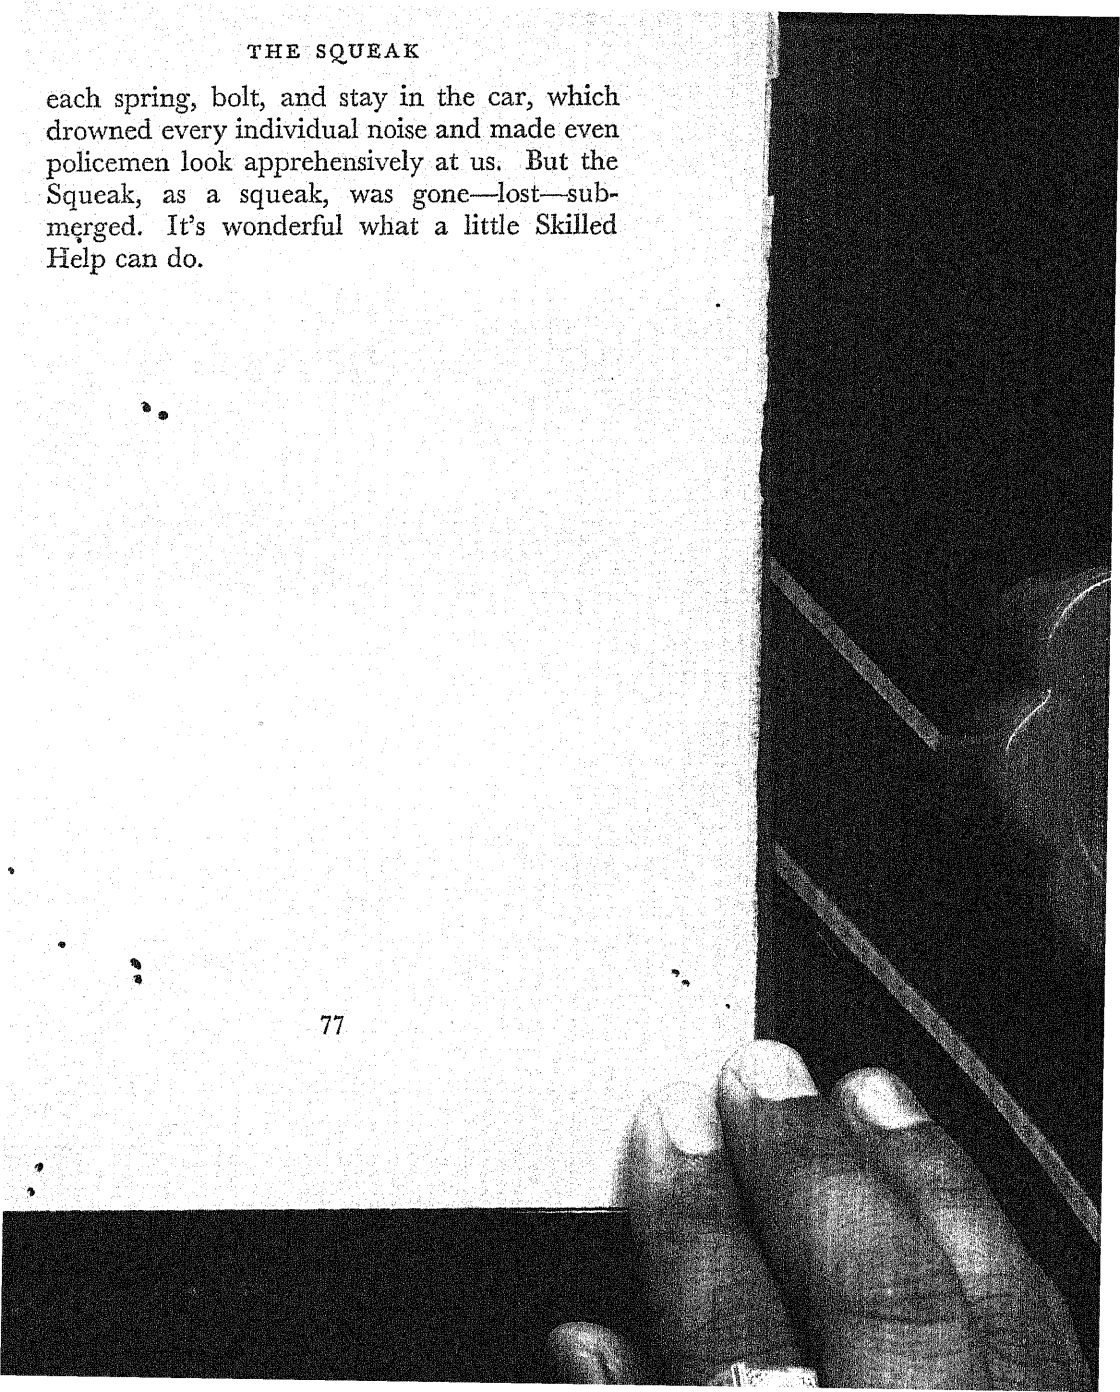 THE SQUEAK
each spring, bolt, and stay in the car, which
drowned every individual noise and made even
policemen look apprehensively at us. But the
Squeak, as a squeak, was gone—lost—sub-
merged. It's wonderful what a little Skilled
Help can do.
77